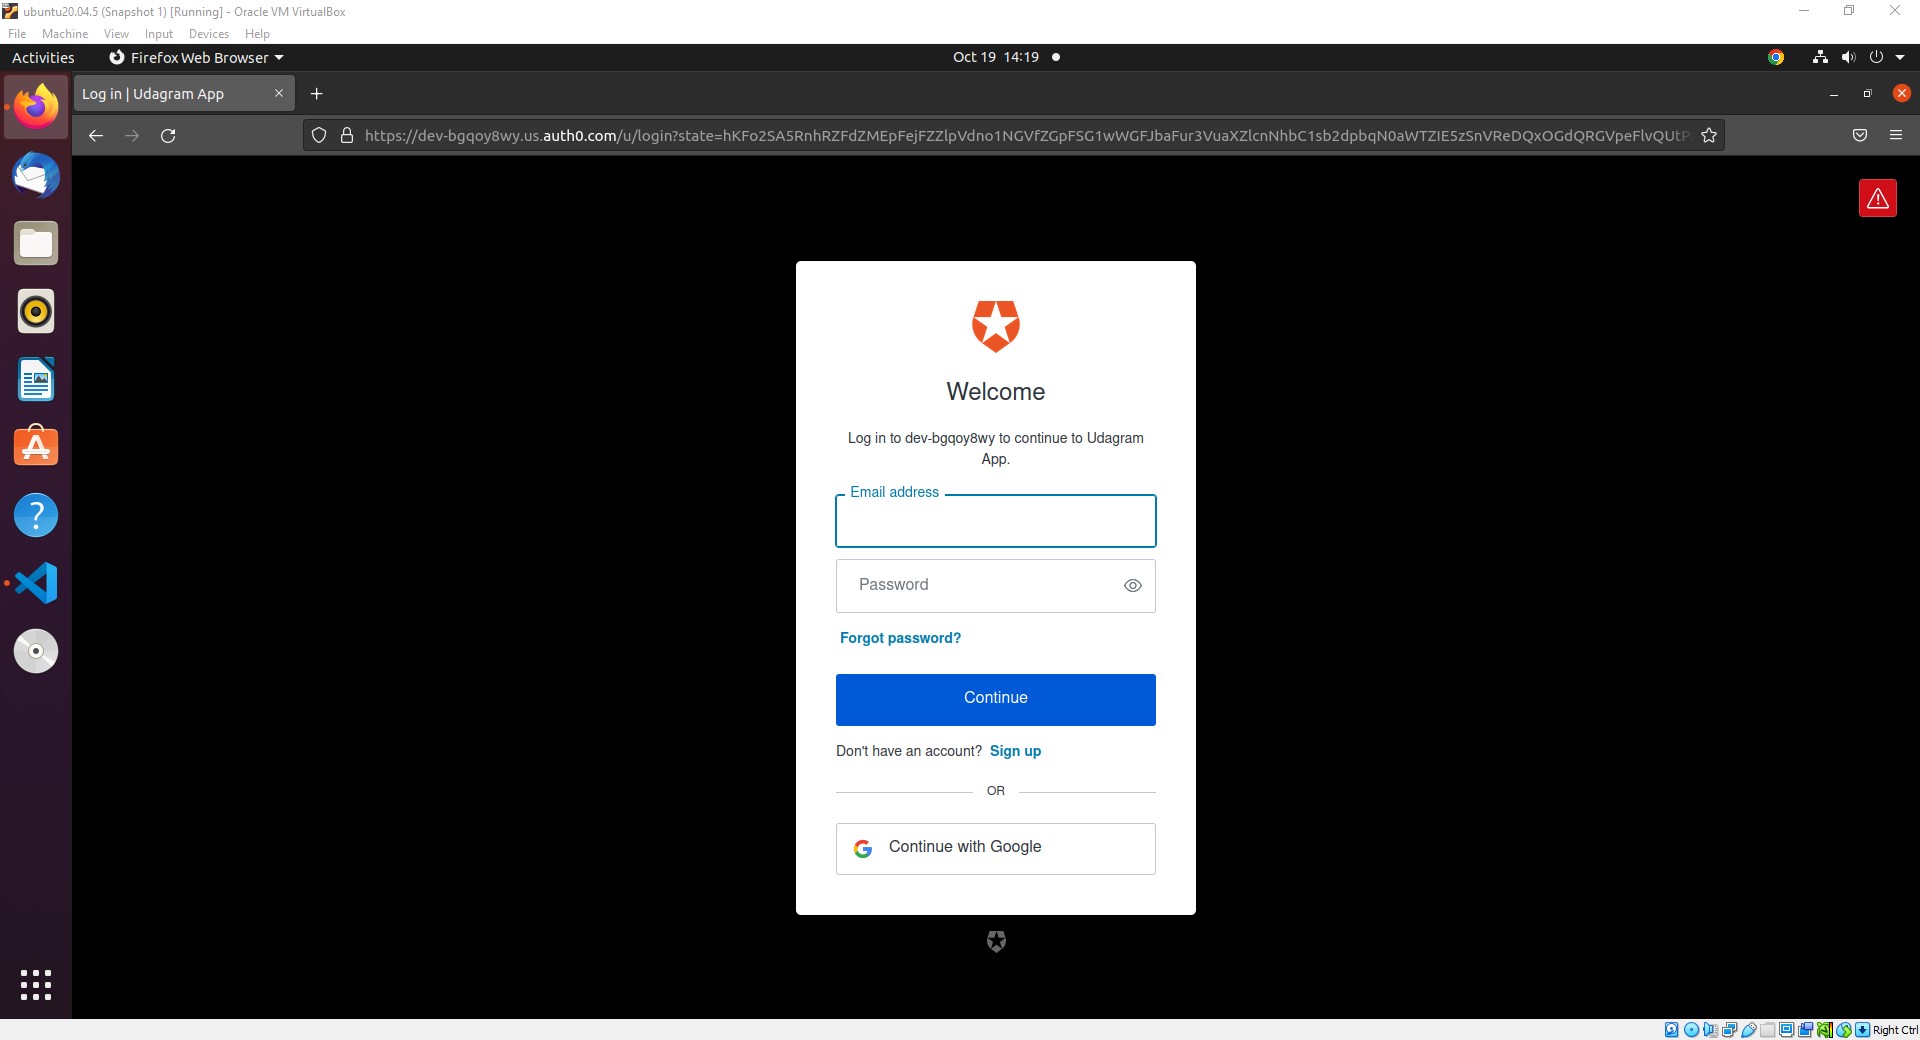 ubuntu20.04.5 (Snapshot 1) [Running] - Oracle VM VirtualBox
File Machine View Input Devices Help
Activities Firefox Web Browser Oct 19 14:19
Log in | Udagram App
https://dev-bgqoy8wy.us.auth0.com/u/login?state=hKFo2SA5RnhRZFdZMEpFejFZZlpVdno1NGVfZGpFSG1wWGFJbaFur3VuaXZlcnNhbC1sb2dpbqN0aWTZIE5zSnVReDQxOGdQRGVpeFlvQUtP
Welcome
Log in to dev-bgqoy8wy to continue to Udagram
App.
Email address
Password
Forgot password?
Continue
Don't have an account? Sign up
OR
Continue with Google
Right Ctrl